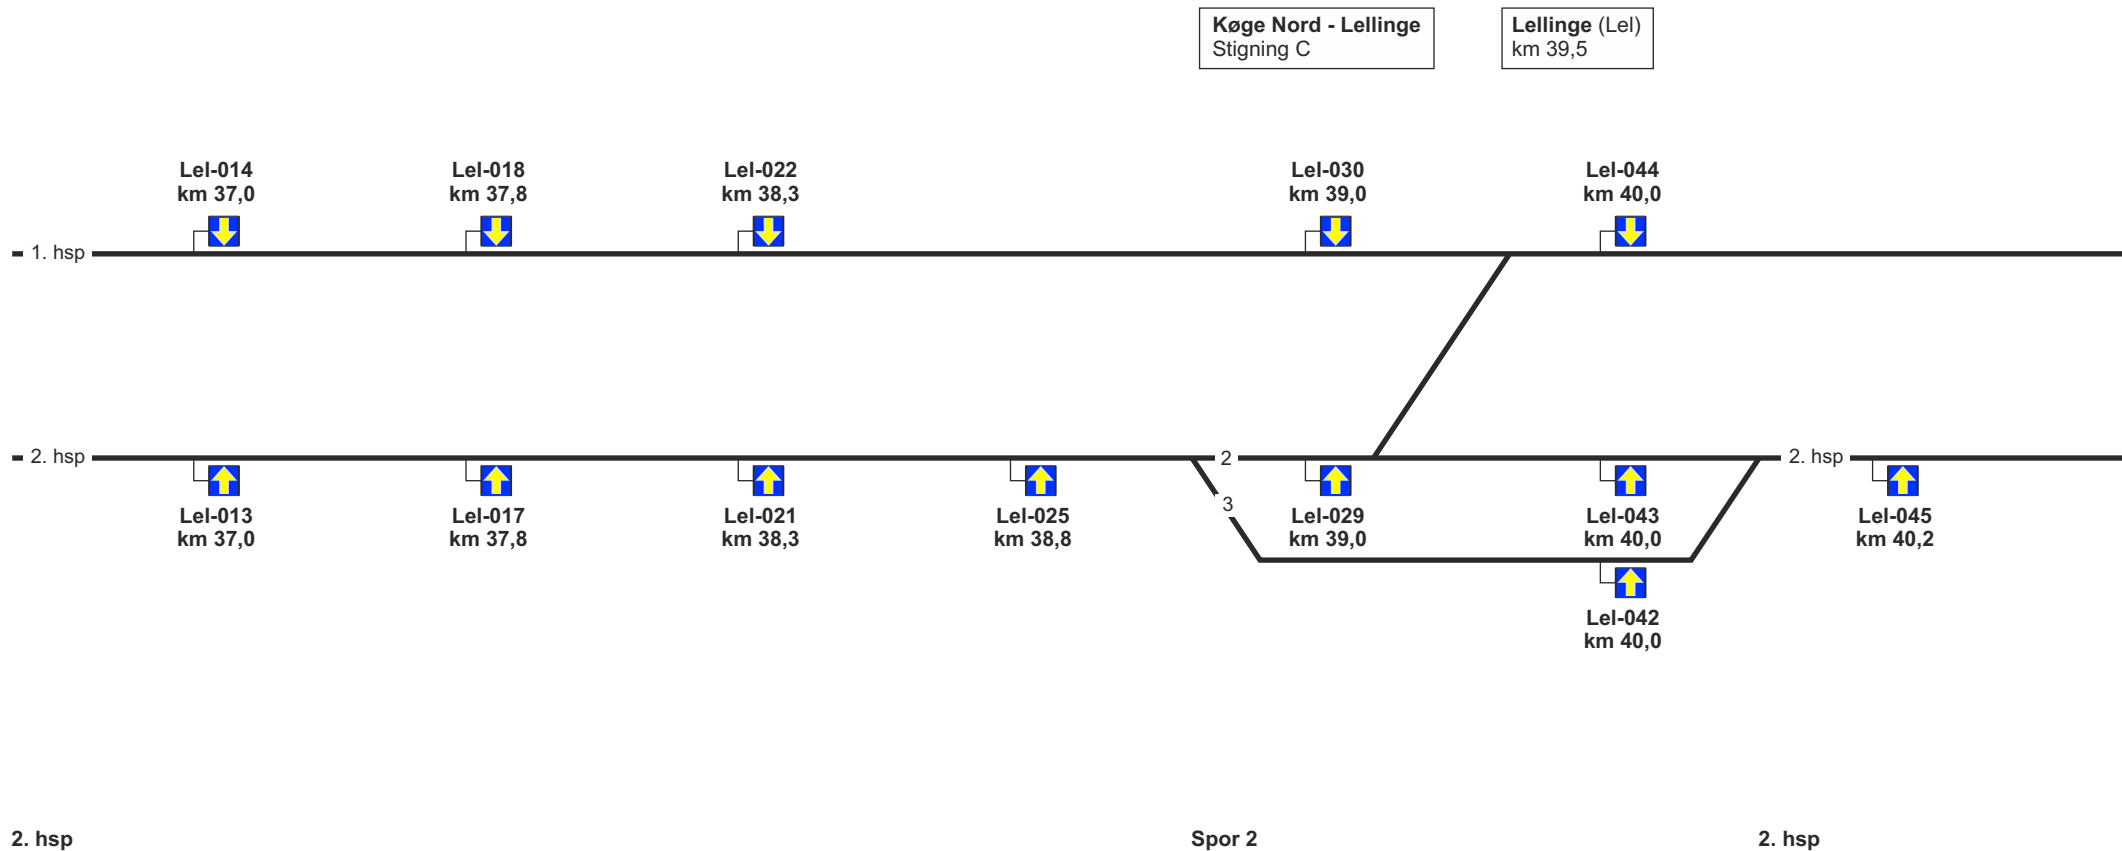 Køge Nord - Lellinge
Stigning C
Lellinge (Lel)
km 39,5
Lel-014
km 37,0
Lel-018
km 37,8
Lel-022
km 38,3
Lel-030
km 39,0
Lel-044
km 40,0
1. hsp
2. hsp
2
2. hsp
3
Lel-013
km 37,0
Lel-017
km 37,8
Lel-021
km 38,3
Lel-025
km 38,8
Lel-029
km 39,0
Lel-043
km 40,0
Lel-045
km 40,2
Lel-042
km 40,0
2. hsp
Spor 2
2. hsp